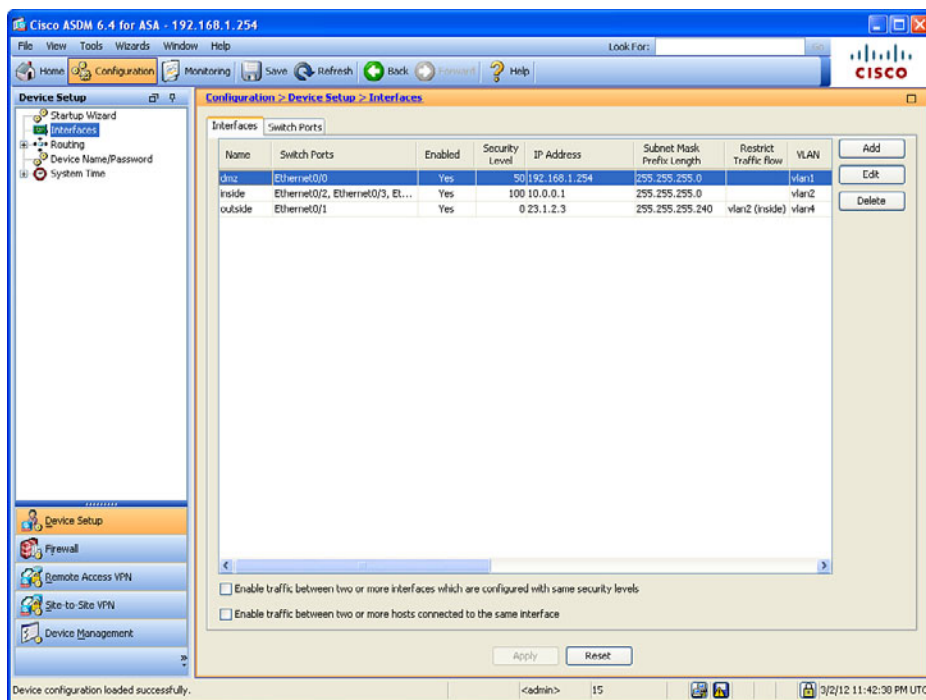 Cisco ASDM 6.4 for ASA - 192.168.1.254
File View Tools Wizards Window Help Look For: Go
Home Configuration Monitoring Save Refresh Back Forward Help
CISCO
Device Setup
Startup Wizard
Interfaces
Routing
Device Name/Password
System Time
Configuration > Device Setup > Interfaces
Interfaces Switch Ports
Name Switch Ports Enabled Security Level IP Address Subnet Mask Prefix Length Restrict Traffic flow VLAN
dmz Ethernet0/0 Yes 50 192.168.1.254 255.255.255.0 vlan1
inside Ethernet0/2, Ethernet0/3, Et... Yes 100 10.0.0.1 255.255.255.0 vlan2
outside Ethernet0/1 Yes 0 23.1.2.3 255.255.255.240 vlan2 (inside) vlan4
Add
Edit
Delete
Device Setup
Firewall
Remote Access VPN
Site-to-Site VPN
Device Management
Enable traffic between two or more interfaces which are configured with same security levels
Enable traffic between two or more hosts connected to the same interface
Apply Reset
Device configuration loaded successfully. <admin> 15 3/2/12 11:42:30 PM UTC